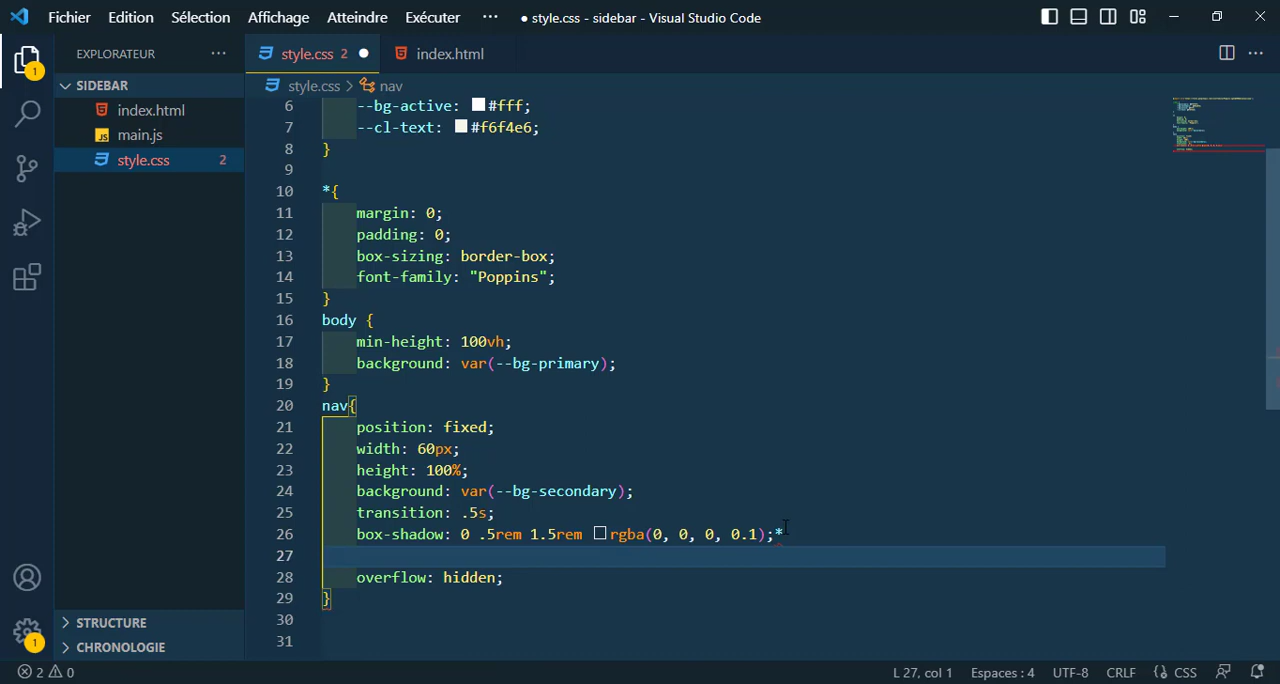 Fichier Edition Sélection Affichage Atteindre Exécuter ··· ● style.css - sidebar - Visual Studio Code
EXPLORATEUR ··· style.css 2 ● index.html ···
SIDEBAR
index.html
main.js
style.css 2
STRUCTURE
CHRONOLOGIE
1
1
style.css > nav
6 --bg-active: #fff;
7 --cl-text: #f6f4e6;
8 }
9
10 *{
11 margin: 0;
12 padding: 0;
13 box-sizing: border-box;
14 font-family: "Poppins";
15 }
16 body {
17 min-height: 100vh;
18 background: var(--bg-primary);
19 }
20 nav{
21 position: fixed;
22 width: 60px;
23 height: 100%;
24 background: var(--bg-secondary);
25 transition: .5s;
26 box-shadow: 0 .5rem 1.5rem rgba(0, 0, 0, 0.1);*
27
28 overflow: hidden;
29 }
30
31
2 0 L 27, col 1 Espaces : 4 UTF-8 CRLF CSS